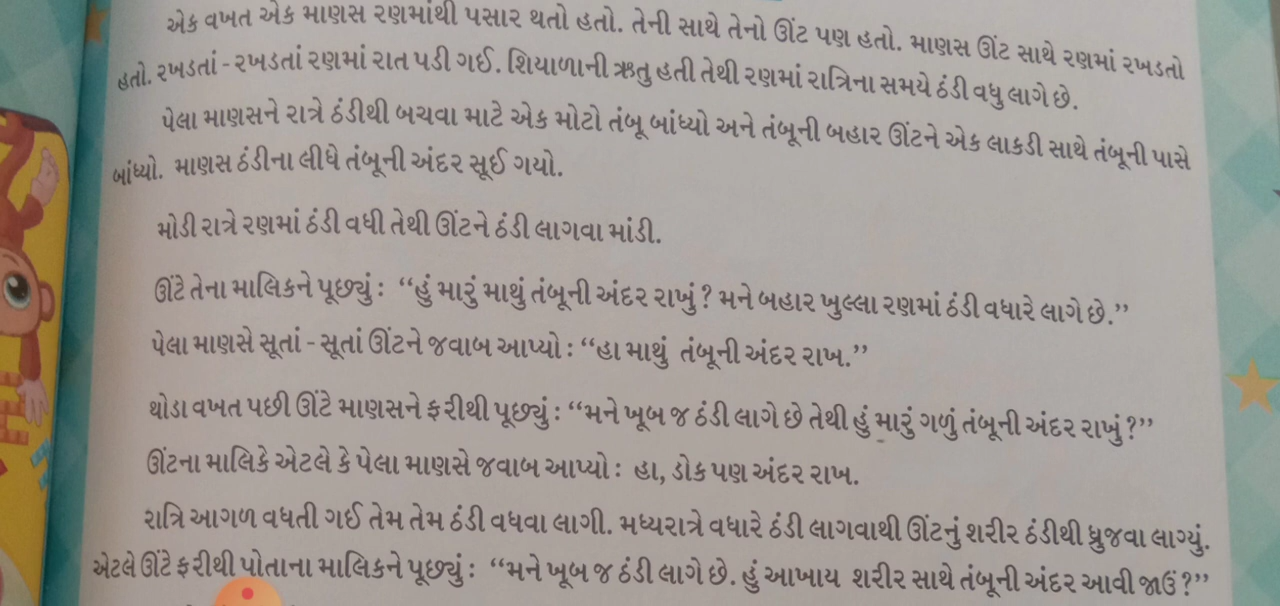 એક વખત એક માણસ રણમાંથી પસાર થતો હતો. તેની સાથે તેનો ઊંટ પણ હતો. માણસ ઊંટ સાથે રણમાં રખડતો
હતો. રખડતાં - રખડતાં રણમાં રાત પડી ગઈ. શિયાળાની ઋતુ હતી તેથી રણમાં રાત્રિના સમયે ઠંડી વધુ લાગે છે.
પેલા માણસને રાત્રે ઠંડીથી બચવા માટે એક મોટો તંબૂ બાંધ્યો અને તંબૂની બહાર ઊંટને એક લાકડી સાથે તંબૂની પાસે
બાંધ્યો. માણસ ઠંડીના લીધે તંબૂની અંદર સૂઈ ગયો.
મોડી રાત્રે રણમાં ઠંડી વધી તેથી ઊંટને ઠંડી લાગવા માંડી.
ઊંટે તેના માલિકને પૂછ્યું : “હું મારું માથું તંબૂની અંદર રાખું ? મને બહાર ખુલ્લા રણમાં ઠંડી વધારે લાગે છે.”
પેલા માણસે સૂતાં - સૂતાં ઊંટને જવાબ આપ્યો : “હા માથું તંબૂની અંદર રાખ.”
થોડા વખત પછી ઊંટે માણસને ફરીથી પૂછ્યું : “મને ખૂબ જ ઠંડી લાગે છે તેથી હું મારું ગળું તંબૂની અંદર રાખું ?”
ઊંટના માલિકે એટલે કે પેલા માણસે જવાબ આપ્યો : હા, ડોક પણ અંદર રાખ.
રાત્રિ આગળ વધતી ગઈ તેમ તેમ ઠંડી વધવા લાગી. મધ્યરાત્રે વધારે ઠંડી લાગવાથી ઊંટનું શરીર ઠંડીથી ધ્રુજવા લાગ્યું.
એટલે ઊંટે ફરીથી પોતાના માલિકને પૂછ્યું : “મને ખૂબ જ ઠંડી લાગે છે. હું આખાય શરીર સાથે તંબૂની અંદર આવી જાઉં ?”